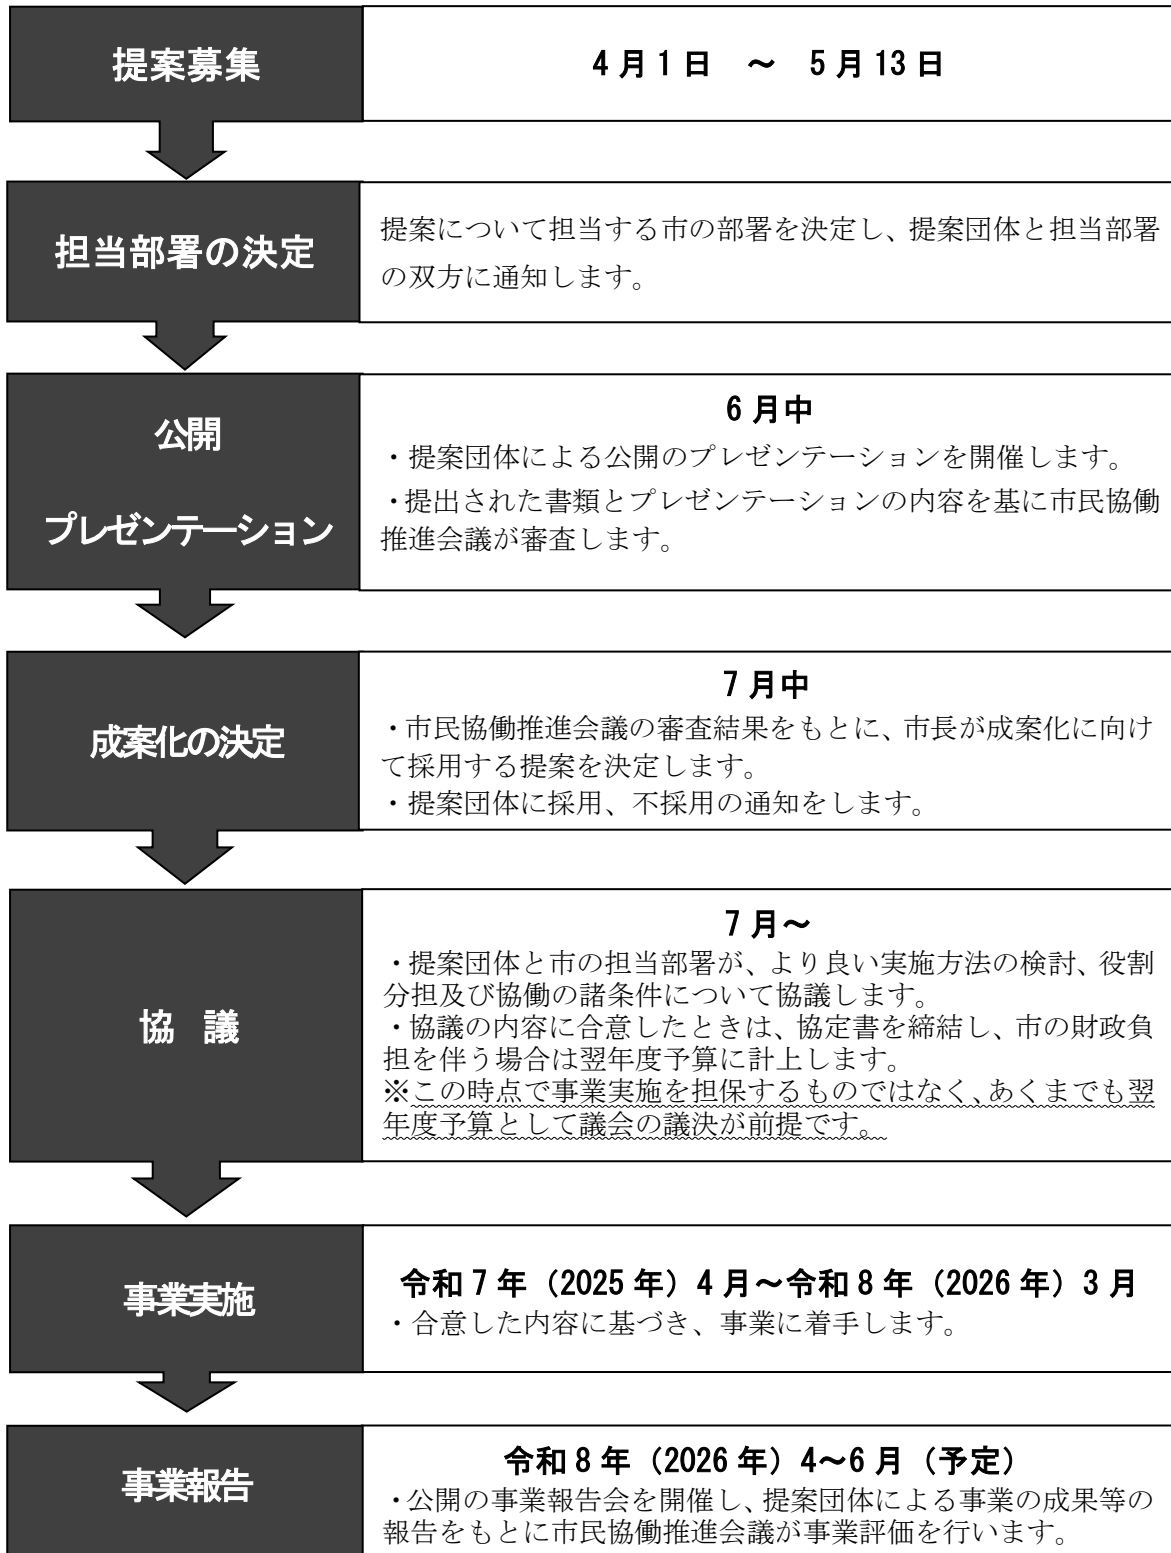 提案募集
4月1日　～　5月13日
担当部署の決定
提案について担当する市の部署を決定し、提案団体と担当部署
の双方に通知します。
公開
プレゼンテーション
6月中
・提案団体による公開のプレゼンテーションを開催します。
・提出された書類とプレゼンテーションの内容を基に市民協働
推進会議が審査します。
成案化の決定
7月中
・市民協働推進会議の審査結果をもとに、市長が成案化に向け
て採用する提案を決定します。
・提案団体に採用、不採用の通知をします。
協　議
7月～
・提案団体と市の担当部署が、より良い実施方法の検討、役割
分担及び協働の諸条件について協議します。
・協議の内容に合意したときは、協定書を締結し、市の財政負
担を伴う場合は翌年度予算に計上します。
※この時点で事業実施を担保するものではなく、あくまでも翌
年度予算として議会の議決が前提です。
事業実施
令和7年（2025年）4月～令和8年（2026年）3月
・合意した内容に基づき、事業に着手します。
事業報告
令和8年（2026年）4～6月（予定）
・公開の事業報告会を開催し、提案団体による事業の成果等の
報告をもとに市民協働推進会議が事業評価を行います。